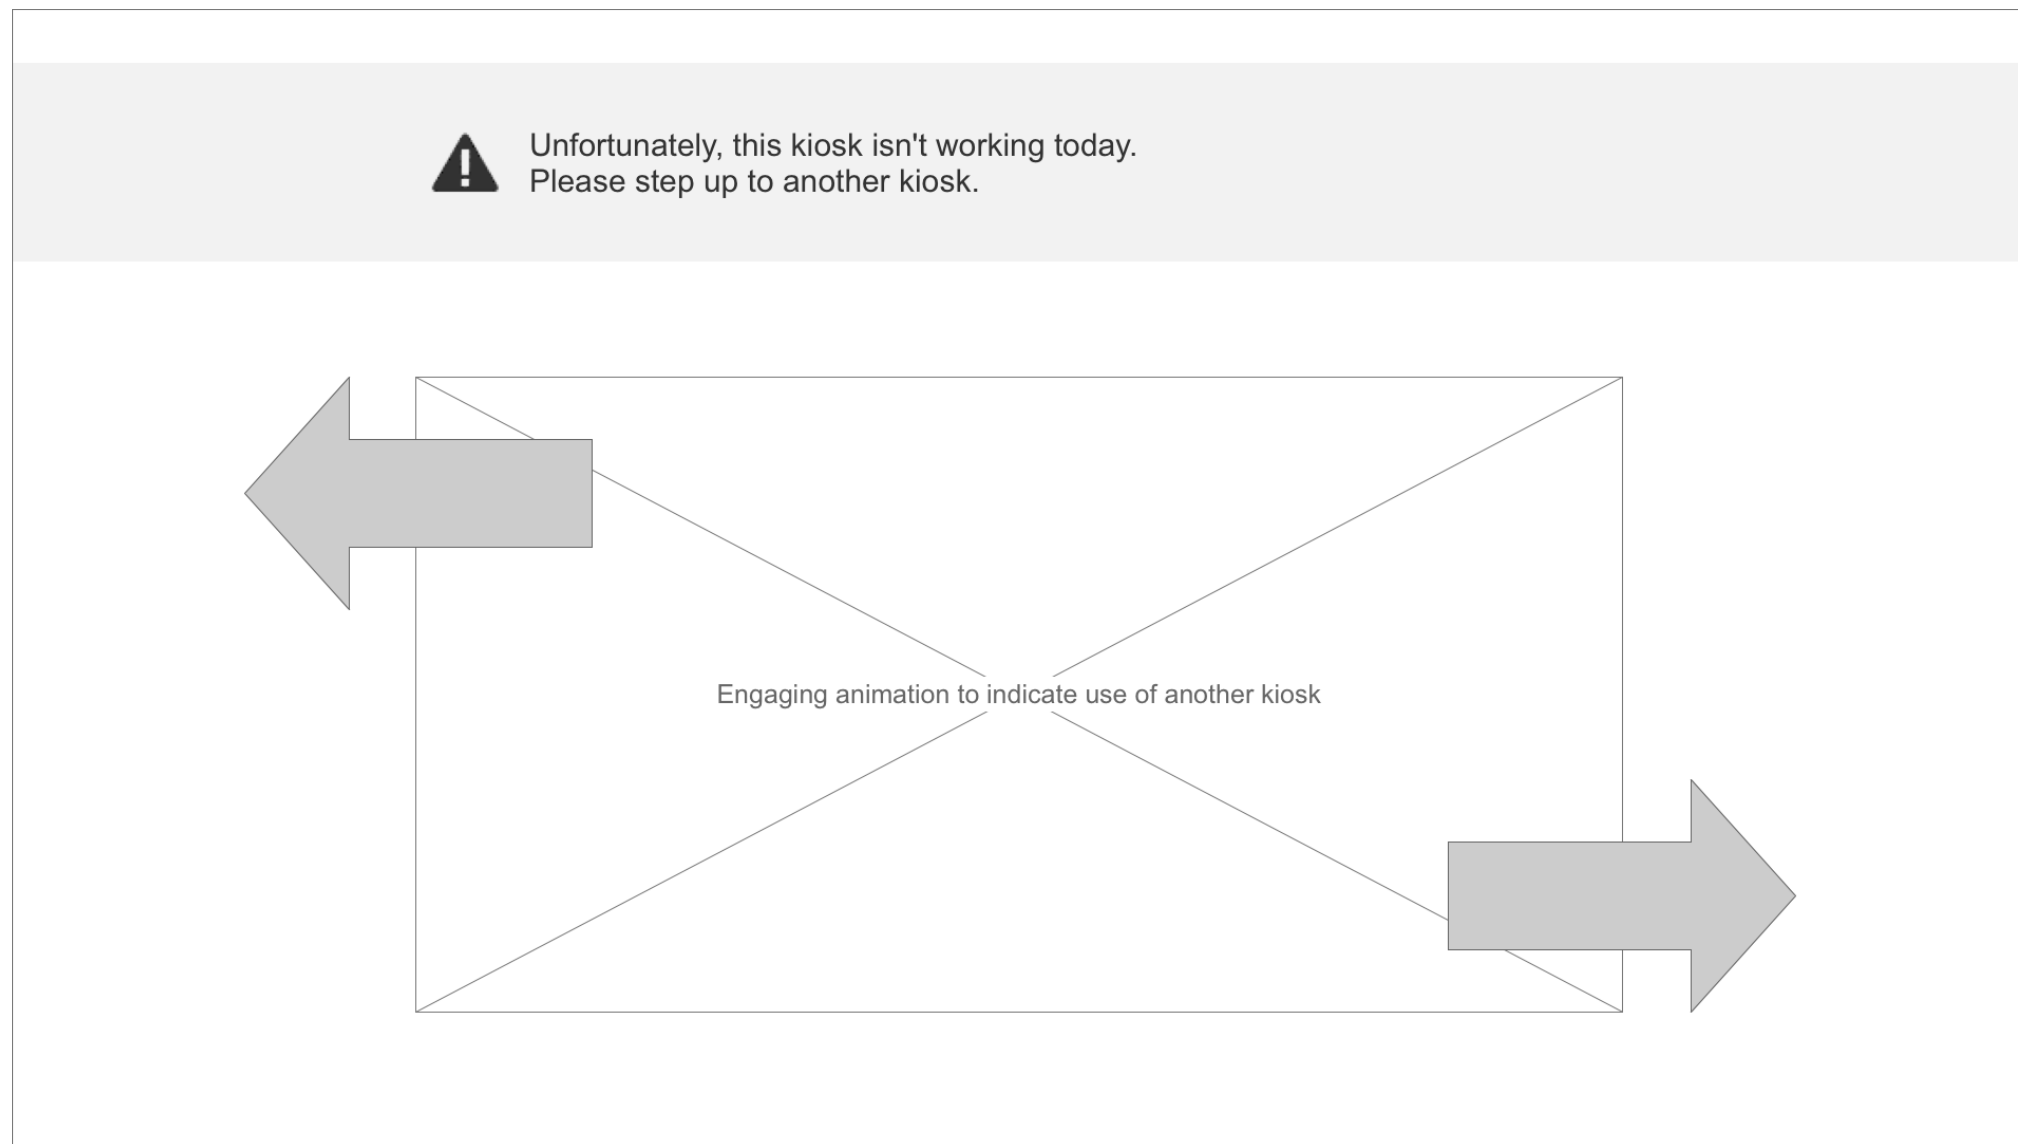 Unfortunately, this kiosk isn't working today.
Please step up to another kiosk.
Engaging animation to indicate use of another kiosk